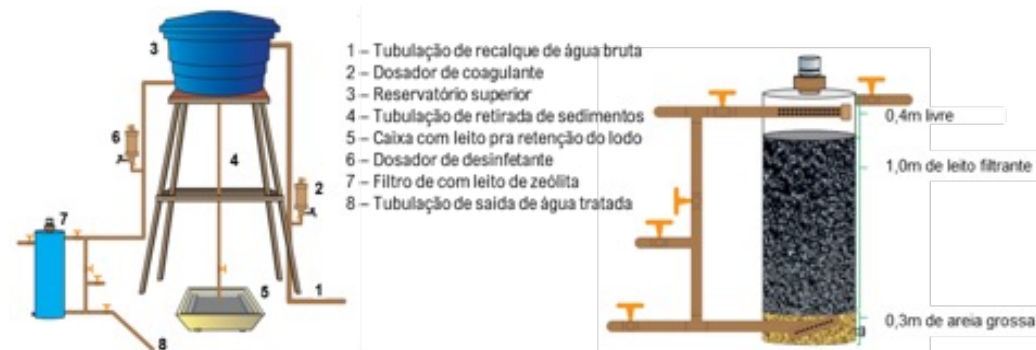 1 – Tubulação de recalque de água bruta
2 – Dosador de coagulante
3 – Reservatório superior
4 – Tubulação de retirada de sedimentos
5 – Caixa com leito pra retenção do lodo
6 – Dosador de desinfetante
7 – Filtro de com leito de zeólita
8 – Tubulação de saida de água tratada
3
6
4
2
7
5
1
8
0,4m livre
1,0m de leito filtrante
0,3m de areia grossa